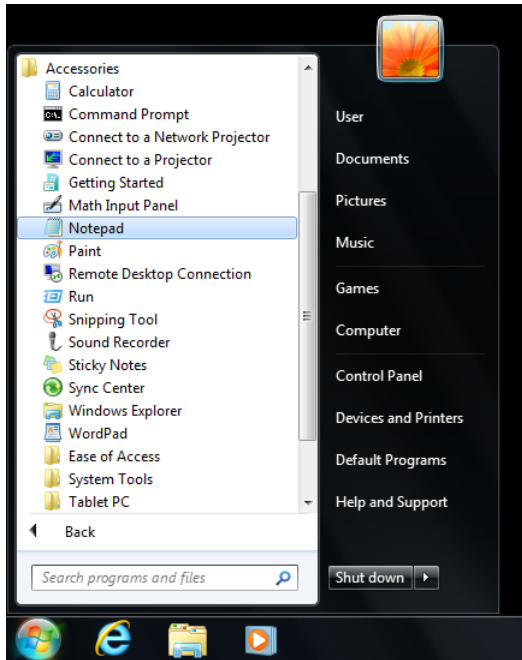 Accessories
Calculator
Command Prompt
Connect to a Network Projector
Connect to a Projector
Getting Started
Math Input Panel
Notepad
Paint
Remote Desktop Connection
Run
Snipping Tool
Sound Recorder
Sticky Notes
Sync Center
Windows Explorer
WordPad
Ease of Access
System Tools
Tablet PC
Back
Search programs and files
User
Documents
Pictures
Music
Games
Computer
Control Panel
Devices and Printers
Default Programs
Help and Support
Shut down